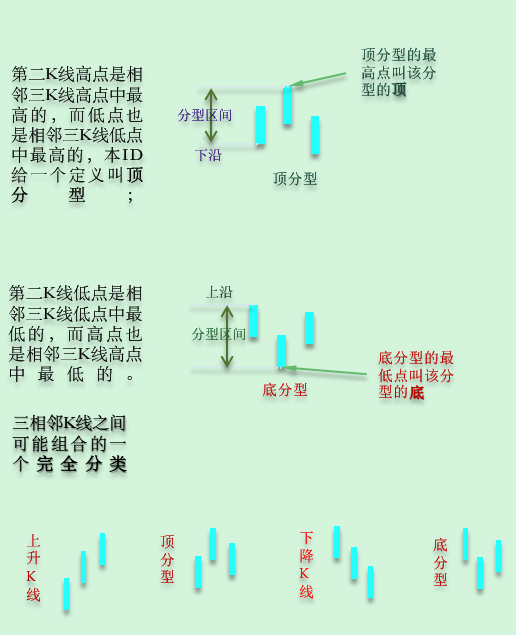 第二K线高点是相
邻三K线高点中最
高的，而低点也
是相邻三K线低点
中最高的，本ID
给一个定义叫顶
分型；
顶分型的最
高点叫该分
型的顶
分型区间
下沿
顶分型
第二K线低点是相
邻三K线低点中最
低的，而高点也
是相邻三K线高点
中最低的。
上沿
分型区间
底分型
底分型的最
低点叫该分
型的底
三相邻K线之间
可能组合的一
个完全分类
上升K线
顶分型
下降K线
底分型